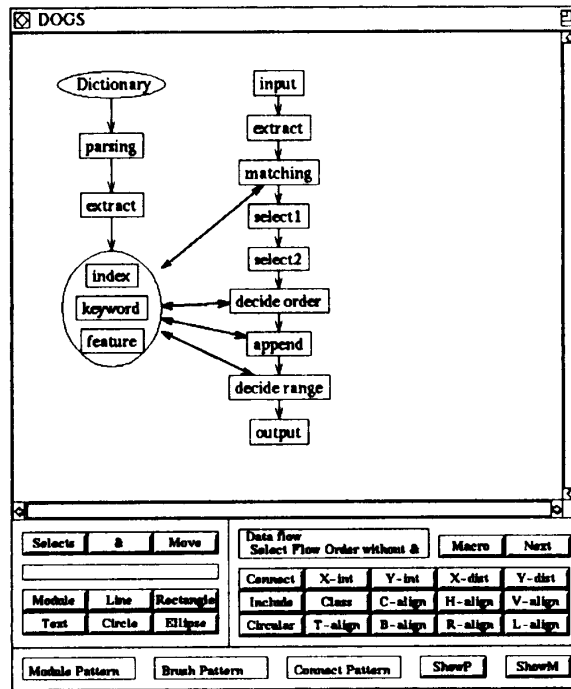 DOGS
Dictionary
parsing
extract
index
keyword
feature
input
extract
matching
select1
select2
decide order
append
decide range
output
Selects & Move
Module Line Rectangle
Text Circle Ellipse
Data flow
Select Flow Order without &
Macro Next
Connect X-int Y-int X-dist Y-dist
Include Class C-align H-align V-align
Circular T-align B-align R-align L-align
Module Pattern Brush Pattern Connect Pattern ShowP ShowM